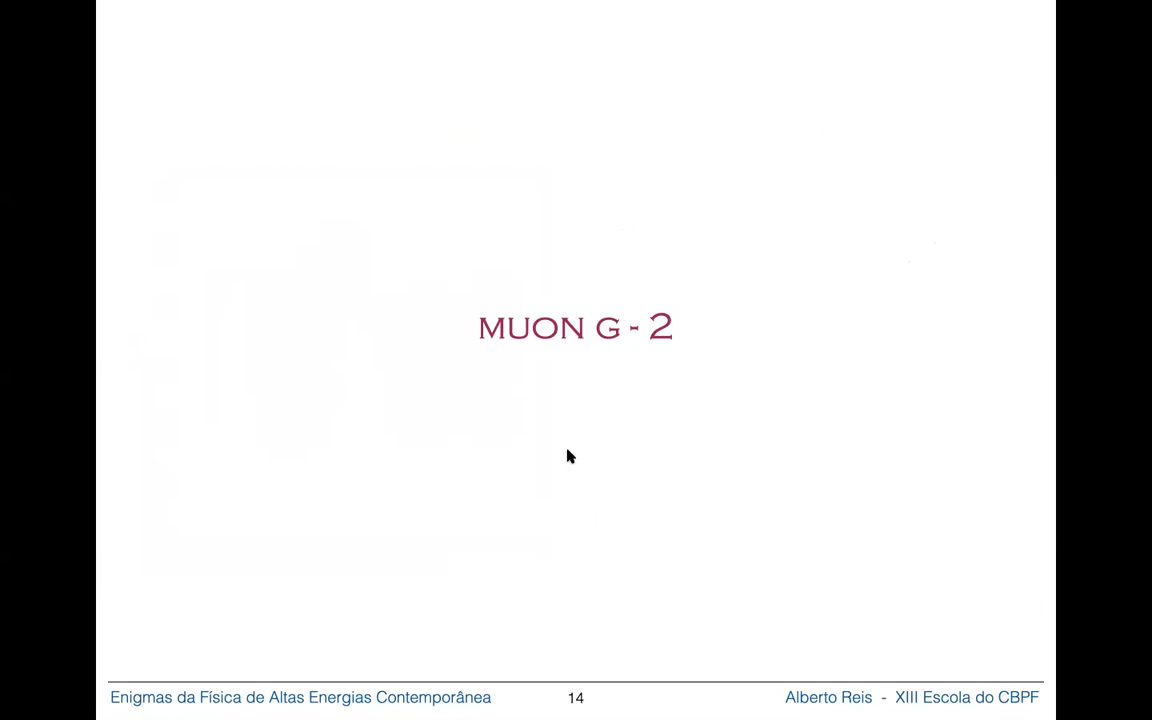 MUON G - 2
Enigmas da Física de Altas Energias Contemporânea 14 Alberto Reis - XIII Escola do CBPF